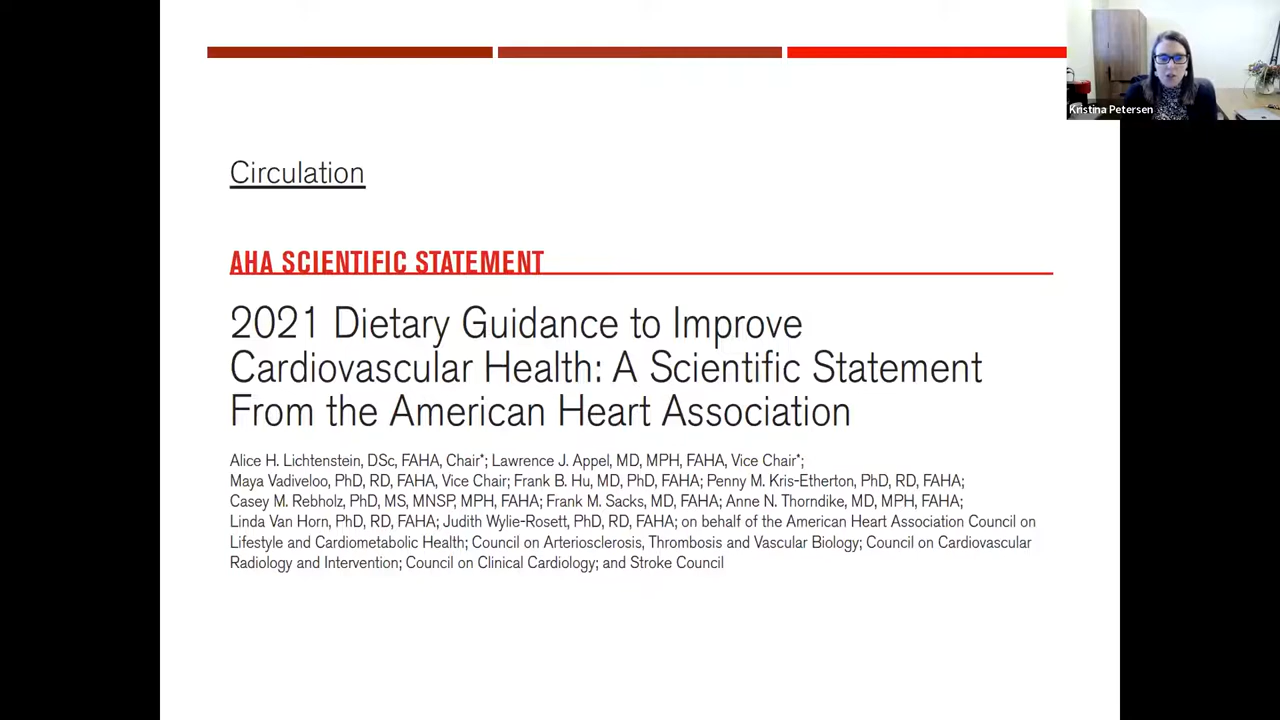 Kristina Petersen
Circulation
AHA SCIENTIFIC STATEMENT
2021 Dietary Guidance to Improve
Cardiovascular Health: A Scientific Statement
From the American Heart Association
Alice H. Lichtenstein, DSc, FAHA, Chair*; Lawrence J. Appel, MD, MPH, FAHA, Vice Chair*;
Maya Vadiveloo, PhD, RD, FAHA, Vice Chair; Frank B. Hu, MD, PhD, FAHA; Penny M. Kris-Etherton, PhD, RD, FAHA;
Casey M. Rebholz, PhD, MS, MNSP, MPH, FAHA; Frank M. Sacks, MD, FAHA; Anne N. Thorndike, MD, MPH, FAHA;
Linda Van Horn, PhD, RD, FAHA; Judith Wylie-Rosett, PhD, RD, FAHA; on behalf of the American Heart Association Council on
Lifestyle and Cardiometabolic Health; Council on Arteriosclerosis, Thrombosis and Vascular Biology; Council on Cardiovascular
Radiology and Intervention; Council on Clinical Cardiology; and Stroke Council